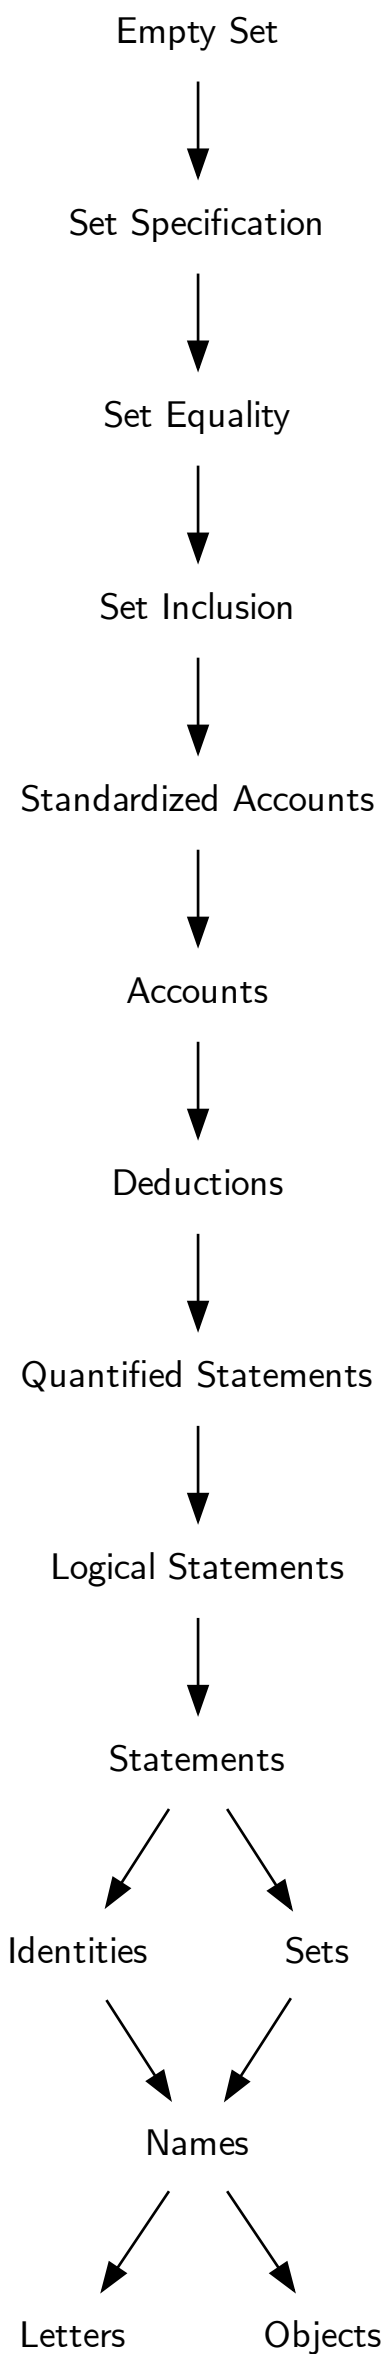 Empty Set
Set Specification
Set Equality
Set Inclusion
Standardized Accounts
Accounts
Deductions
Quantified Statements
Logical Statements
Statements
Identities
Sets
Names
Letters
Objects